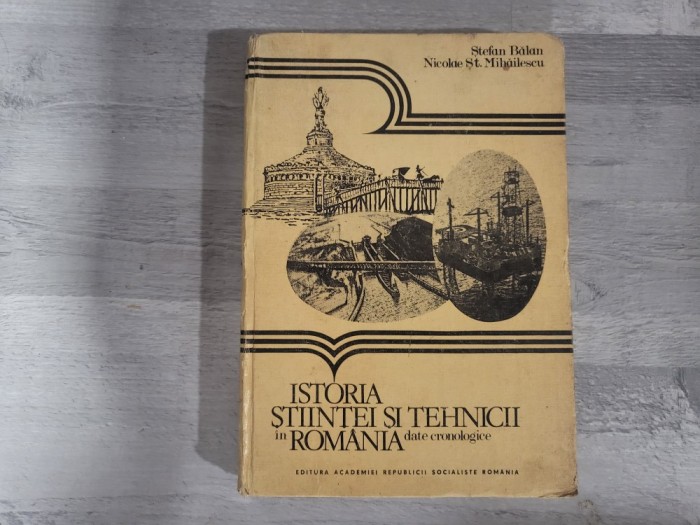 Ștefan Bălan
Nicolae Șt. Mihăilescu
ISTORIA
ȘTIINȚEI ȘI TEHNICII
în ROMÂNIA date cronologice
EDITURA ACADEMIEI REPUBLICII SOCIALISTE ROMÂNIA